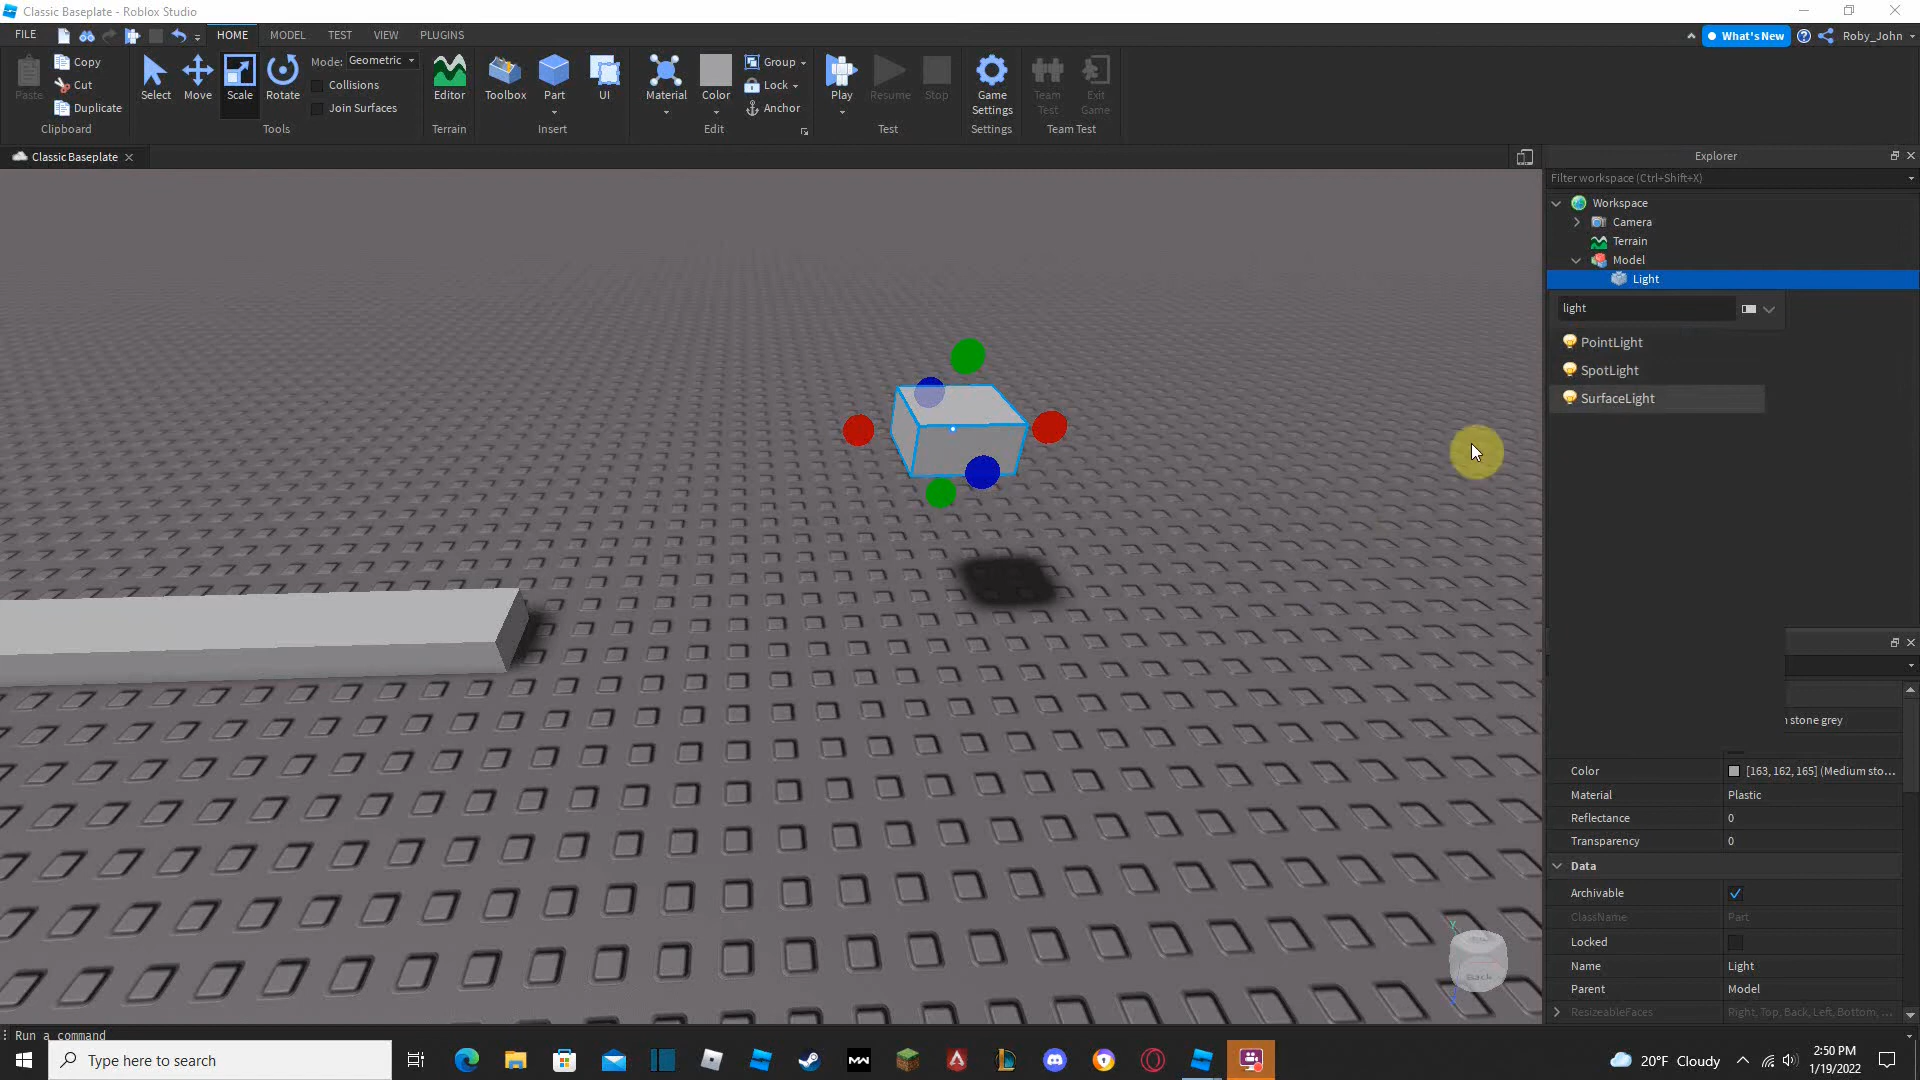 Classic Baseplate - Roblox Studio
FILE HOME MODEL TEST VIEW PLUGINS What's New Roby_John
Paste Copy Cut Duplicate Clipboard
Select Move Scale Rotate Mode: Geometric Collisions Join Surfaces Tools
Editor Terrain
Toolbox Part UI Insert
Material Color Group Lock Anchor Edit
Play Resume Stop Test
Game Settings Settings
Team Test Exit Game Team Test
Classic Baseplate
Explorer
Filter workspace (Ctrl+Shift+X)
Workspace
Camera
Terrain
Model
Light
light
PointLight
SpotLight
SurfaceLight
stone grey
Color [163, 162, 165] (Medium sto...
Material Plastic
Reflectance 0
Transparency 0
Data
Archivable
ClassName Part
Locked
Name Light
Parent Model
ResizeableFaces Right, Top, Back, Left, Bottom, ...
Y
Back
Run a command
Type here to search
MW
20°F Cloudy
2:50 PM
1/19/2022